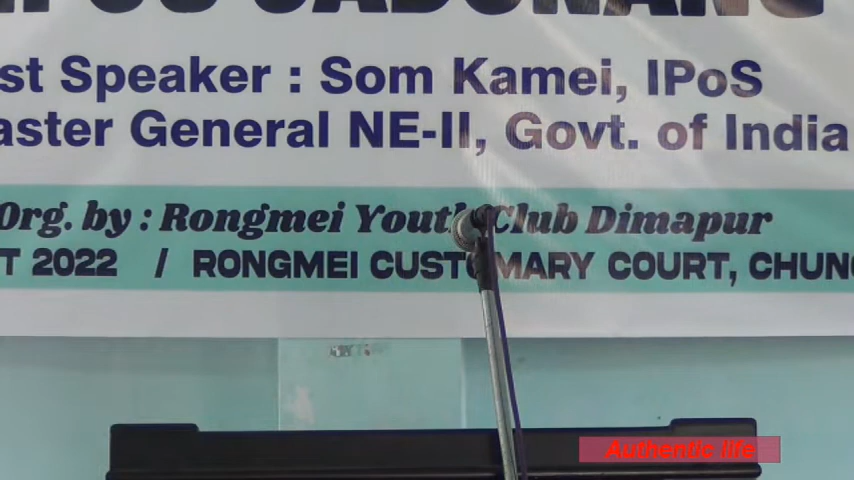 st Speaker : Som Kamei, IPoS
aster General NE-II, Govt. of India
Org. by : Rongmei Youth Club Dimapur
T 2022 / RONGMEI CUSTOMARY COURT, CHUN
Authentic life